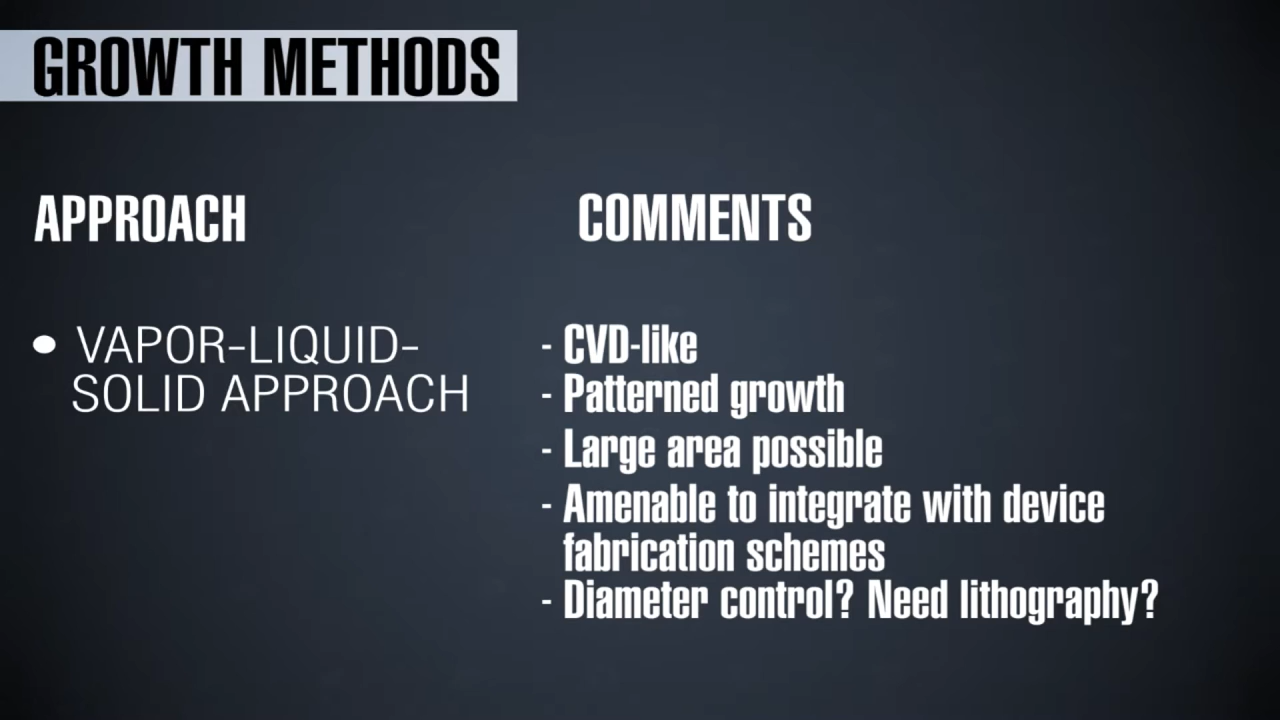 GROWTH METHODS
APPROACH
COMMENTS
• VAPOR-LIQUID-
SOLID APPROACH
- CVD-like
- Patterned growth
- Large area possible
- Amenable to integrate with device
fabrication schemes
- Diameter control? Need lithography?